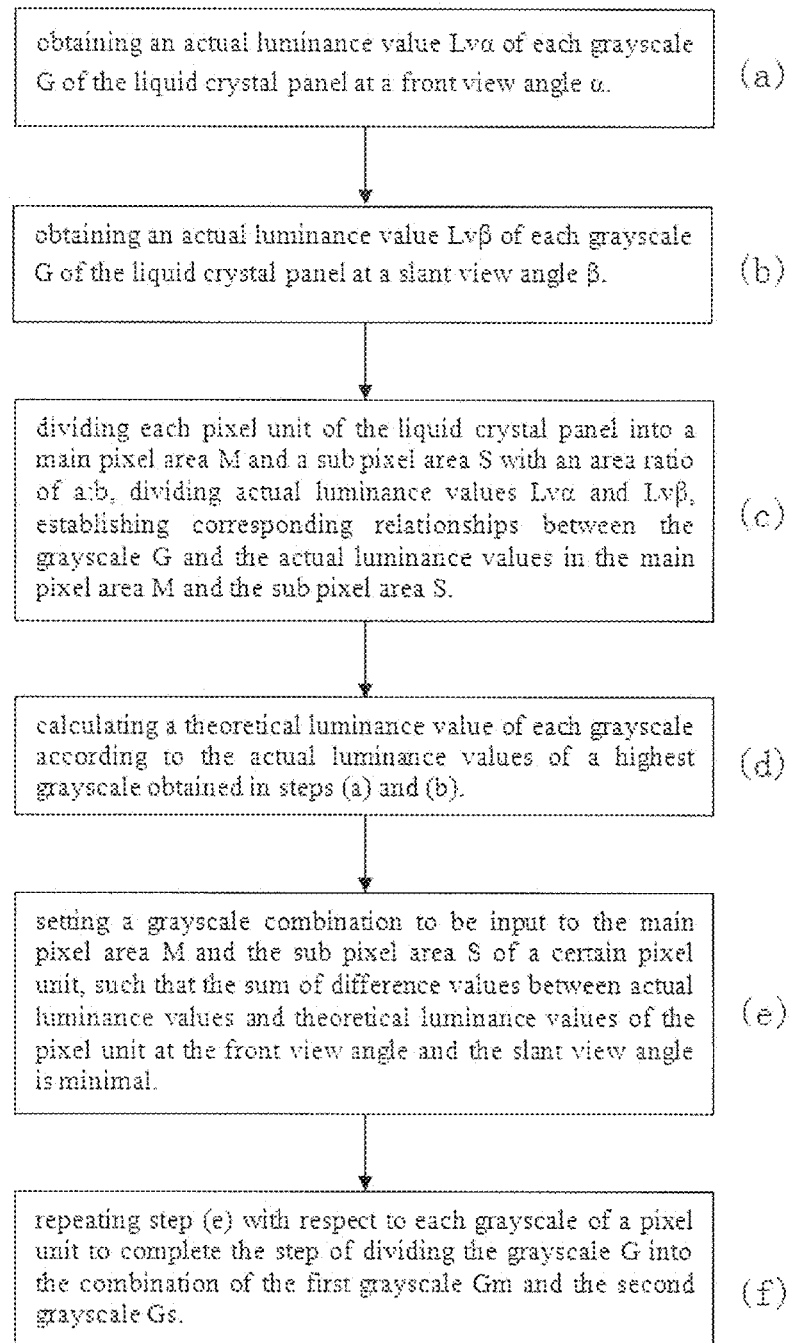 obtaining an actual luminance value Lvα of each grayscale
G of the liquid crystal panel at a front view angle α.
(a)
obtaining an actual luminance value Lvβ of each grayscale
G of the liquid crystal panel at a slant view angle β.
(b)
dividing each pixel unit of the liquid crystal panel into a
main pixel area M and a sub pixel area S with an area ratio
of a:b, dividing actual luminance values Lvα and Lvβ,
establishing corresponding relationships between the
grayscale G and the actual luminance values in the main
pixel area M and the sub pixel area S.
(c)
calculating a theoretical luminance value of each grayscale
according to the actual luminance values of a highest
grayscale obtained in steps (a) and (b).
(d)
setting a grayscale combination to be input to the main
pixel area M and the sub pixel area S of a certain pixel
unit, such that the sum of difference values between actual
luminance values and theoretical luminance values of the
pixel unit at the front view angle and the slant view angle
is minimal.
(e)
repeating step (e) with respect to each grayscale of a pixel
unit to complete the step of dividing the grayscale G into
the combination of the first grayscale Gm and the second
grayscale Gs.
(f)